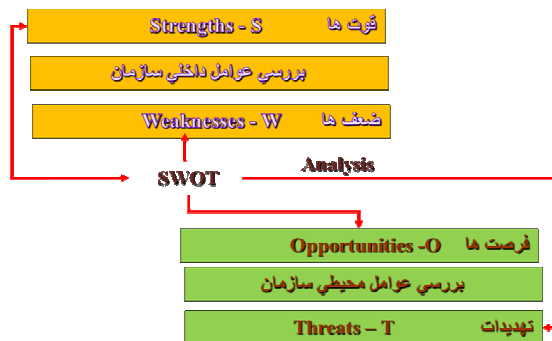 قوت ها Strengths - S
بررسي عوامل داخلي سازمان
ضعف ها Weaknesses - W
Analysis
SWOT
فرصت ها Opportunities -O
بررسي عوامل محيطي سازمان
تهديدات Threats – T